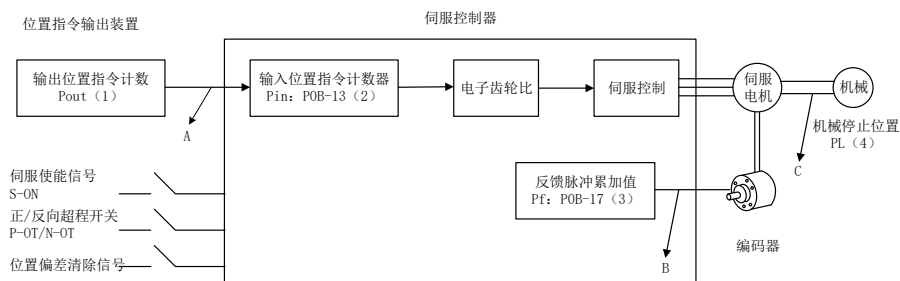 位置指令输出装置
伺服控制器
输出位置指令计数
Pout（1）
输入位置指令计数器
Pin：POB-13（2）
电子齿轮比
伺服控制
伺服
电机
机械
机械停止位置
PL（4）
A
C
伺服使能信号
S-ON
正/反向超程开关
P-OT/N-OT
位置偏差清除信号
反馈脉冲累加值
Pf：POB-17（3）
B
编码器